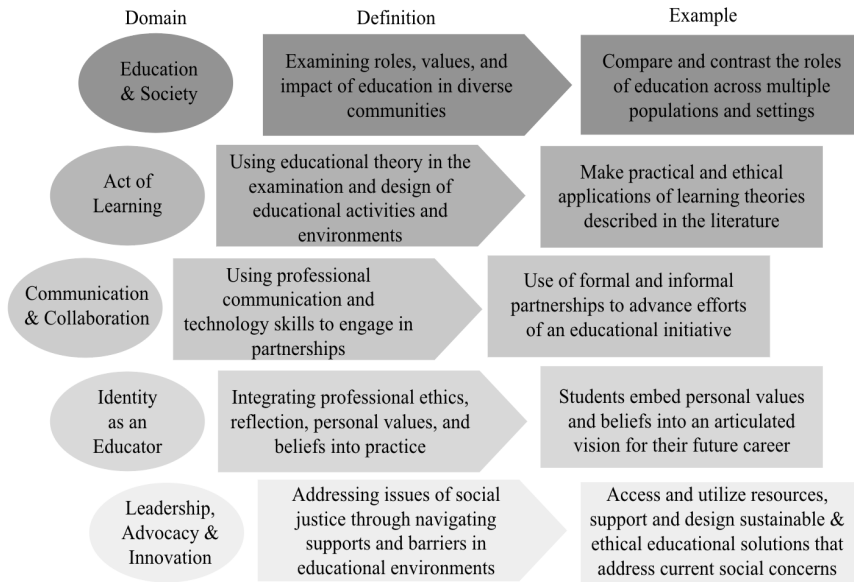 Domain
Definition
Example
Education
& Society
Examining roles, values, and
impact of education in diverse
communities
Compare and contrast the roles
of education across multiple
populations and settings
Act of
Learning
Using educational theory in the
examination and design of
educational activities and
environments
Make practical and ethical
applications of learning theories
described in the literature
Communication
& Collaboration
Using professional
communication and
technology skills to engage in
partnerships
Use of formal and informal
partnerships to advance efforts
of an educational initiative
Identity
as an
Educator
Integrating professional ethics,
reflection, personal values, and
beliefs into practice
Students embed personal values
and beliefs into an articulated
vision for their future career
Leadership,
Advocacy &
Innovation
Addressing issues of social
justice through navigating
supports and barriers in
educational environments
Access and utilize resources,
support and design sustainable &
ethical educational solutions that
address current social concerns